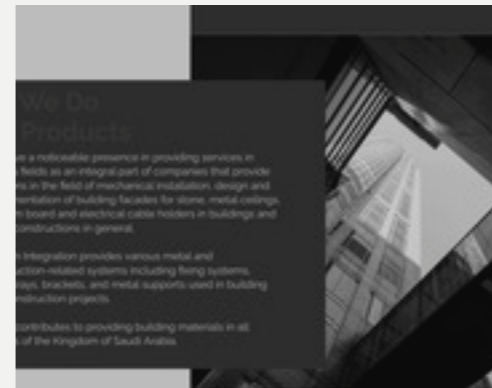 We Do
Products
ve a noticeable presence in providing services in
fields as an integral part of companies that provide
ns in the field of mechanical installation, design and
mentation of building facades for stone, metal ceilings,
m board and electrical cable holders in buildings and
constructions in general.
Integration provides various metal and
uction-related systems including fixing systems,
rays, brackets, and metal supports used in building
nstruction projects.
contributes to providing building materials in all
s of the Kingdom of Saudi Arabia.